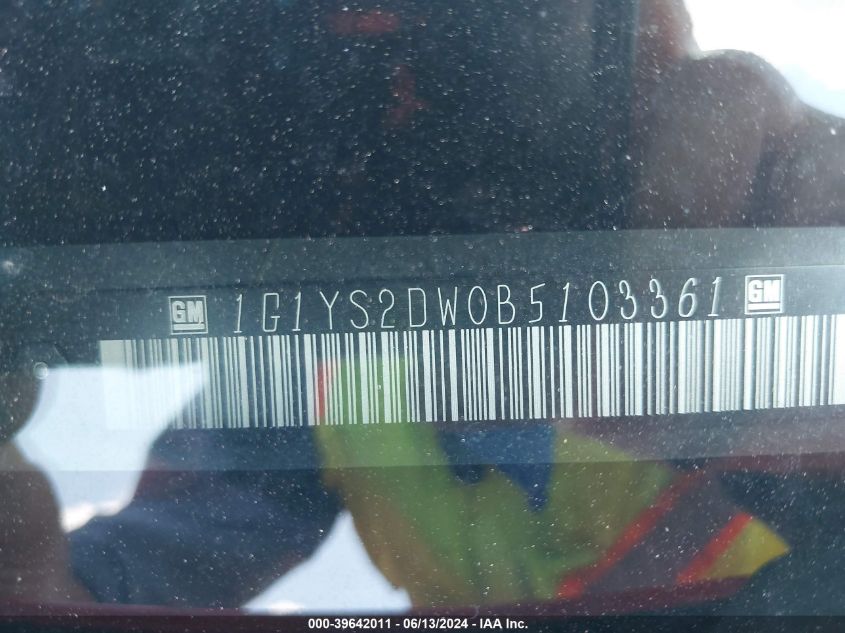 GM 1G1YS2DW0B5103361 GM
000-39642011 - 06/13/2024 - IAA Inc.